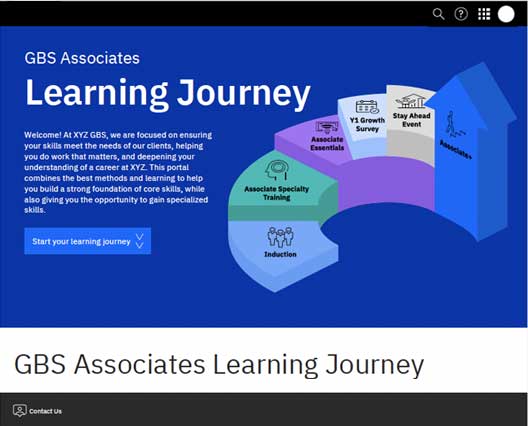 GBS Associates
Learning Journey
Welcome! At XYZ GBS, we are focused on ensuring
your skills meet the needs of our clients, helping
you do work that matters, and deepening your
understanding of a career at XYZ. This portal
combines the best methods and learning to help
you build a strong foundation of core skills, while
also giving you the opportunity to gain specialized
skills.
Start your learning journey
Induction
Associate Specialty
Training
Associate
Essentials
Y1 Growth
Survey
Stay Ahead
Event
Associate+
GBS Associates Learning Journey
Contact Us